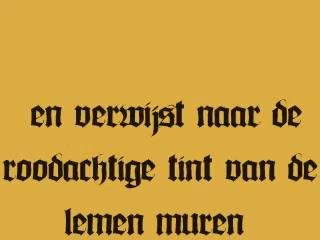 en verwijst naar de
roodachtige tint van de
lemen muren